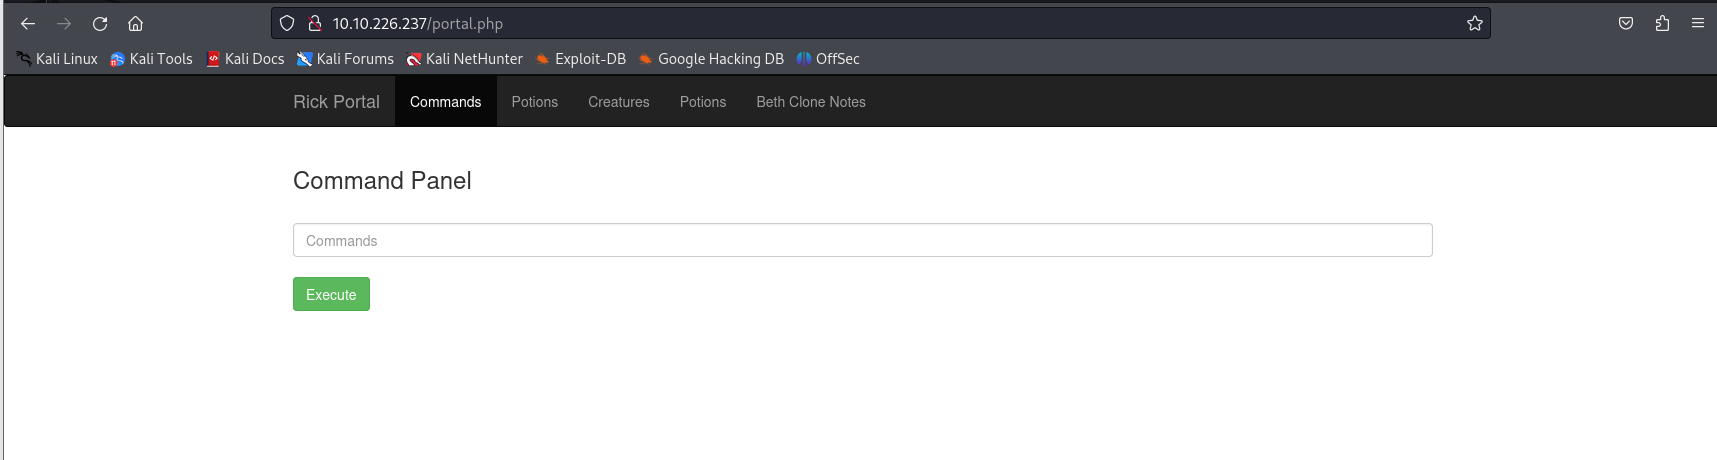 10.10.226.237/portal.php
Kali Linux Kali Tools Kali Docs Kali Forums Kali NetHunter Exploit-DB Google Hacking DB OffSec
Rick Portal Commands Potions Creatures Potions Beth Clone Notes
Command Panel
Commands
Execute